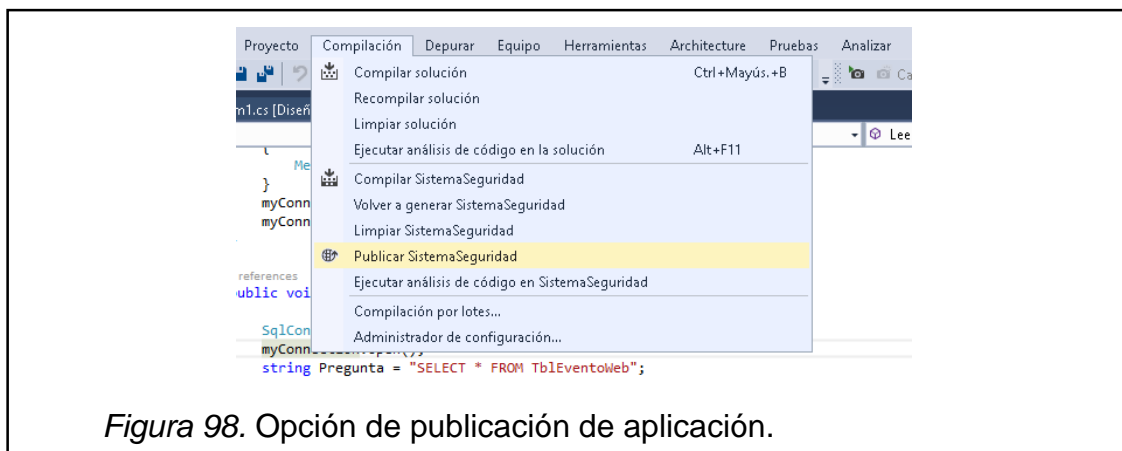 Proyecto Compilación Depurar Equipo Herramientas Architecture Pruebas Analizar
Compilar solución Ctrl+Mayús.+B
Recompilar solución
m1.cs [Diseñ
Limpiar solución
Lee
Ejecutar análisis de código en la solución Alt+F11
{
Me
Compilar SistemaSeguridad
}
myConn
Volver a generar SistemaSeguridad
myConn
Limpiar SistemaSeguridad
Publicar SistemaSeguridad
references
Ejecutar análisis de código en SistemaSeguridad
ublic voi
Compilación por lotes...
SqlCon
Administrador de configuración...
myConn
string Pregunta = "SELECT * FROM TblEventoWeb";
Figura 98. Opción de publicación de aplicación.